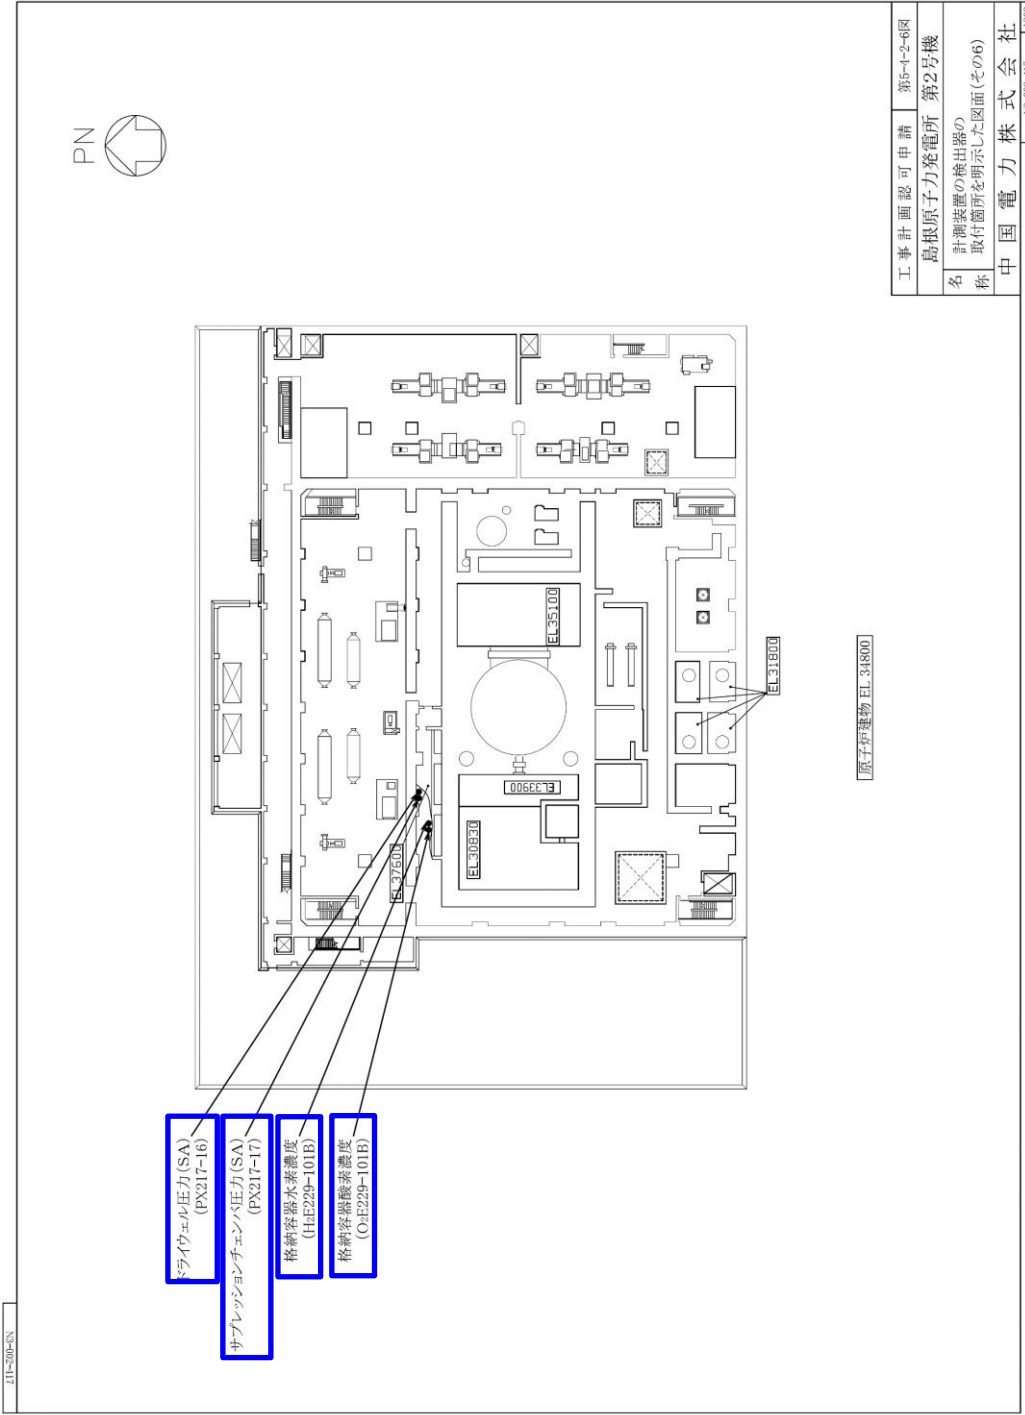 N3-002-117
PN
ドライウェル圧力(SA)
(PX217-16)
サプレッションチェンバ圧力(SA)
(PX217-17)
格納容器水素濃度
(H₂E229-101B)
格納容器酸素濃度
(O₂E229-101B)
EL37600
EL30830
EL33900
EL35100
EL31800
原子炉建物 EL 34800
工事計画認可申請
第5-4-2-6図
島根原子力発電所 第2号機
名称
計測装置の検出器の
取付箇所を明示した図面(その6)
中国電力株式会社